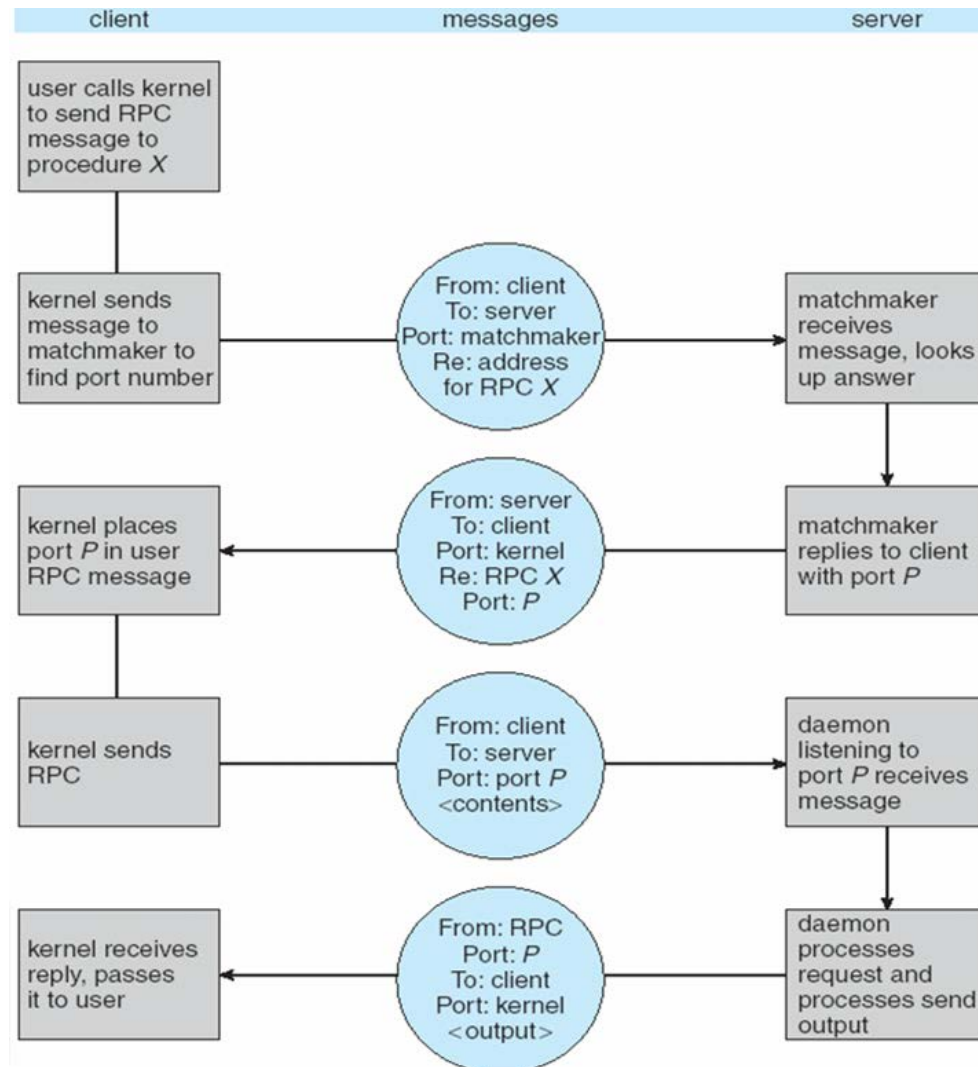 client
messages
server
user calls kernel
to send RPC
message to
procedure X
kernel sends
message to
matchmaker to
find port number
From: client
To: server
Port: matchmaker
Re: address
for RPC X
matchmaker
receives
message, looks
up answer
kernel places
port P in user
RPC message
From: server
To: client
Port: kernel
Re: RPC X
Port: P
matchmaker
replies to client
with port P
kernel sends
RPC
From: client
To: server
Port: port P
<contents>
daemon
listening to
port P receives
message
kernel receives
reply, passes
it to user
From: RPC
Port: P
To: client
Port: kernel
<output>
daemon
processes
request and
processes send
output